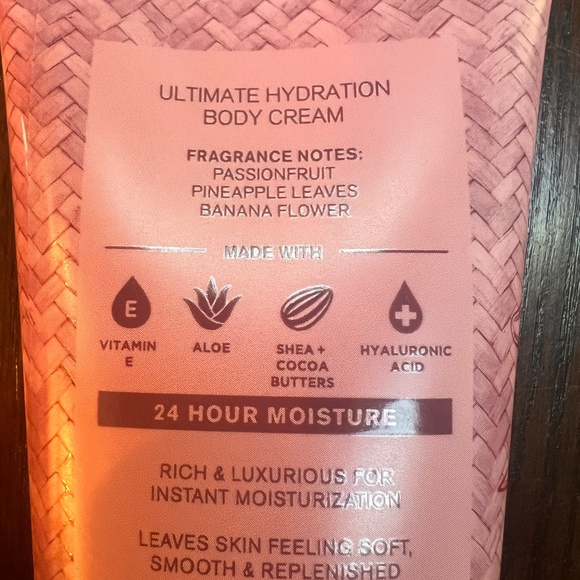 ULTIMATE HYDRATION
BODY CREAM
FRAGRANCE NOTES:
PASSIONFRUIT
PINEAPPLE LEAVES
BANANA FLOWER
MADE WITH
E
VITAMIN
E
ALOE
SHEA +
COCOA
BUTTERS
HYALURONIC
ACID
24 HOUR MOISTURE
RICH & LUXURIOUS FOR
INSTANT MOISTURIZATION
LEAVES SKIN FEELING SOFT,
SMOOTH & REPLENISHED